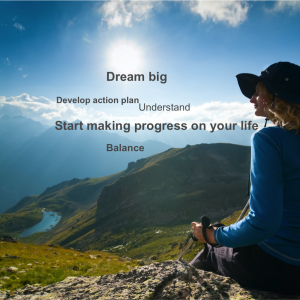 Dream big
Develop action plan
Understand
Start making progress on your life
Balance